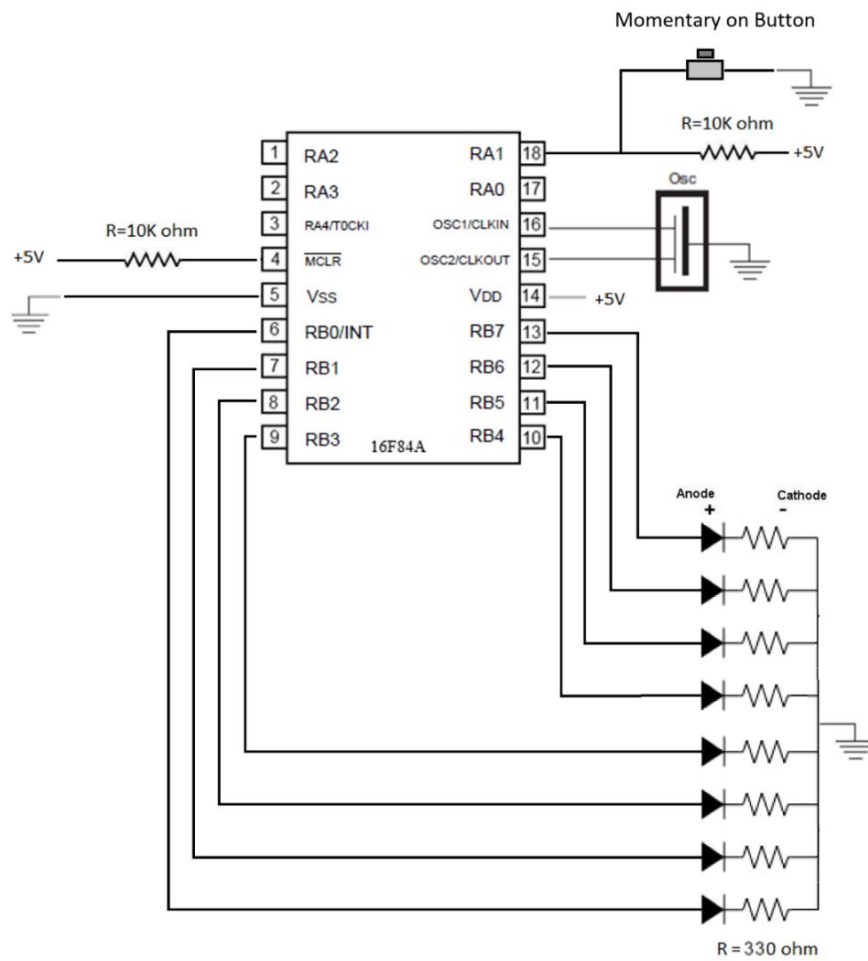 Momentary on Button
R=10K ohm
+5V
Osc
1 RA2 RA1 18
2 RA3 RA0 17
3 RA4/T0CKI OSC1/CLKIN 16
R=10K ohm
+5V
4 MCLR OSC2/CLKOUT 15
5 Vss VDD 14 +5V
6 RB0/INT RB7 13
7 RB1 RB6 12
8 RB2 RB5 11
9 RB3 RB4 10
16F84A
Anode Cathode
+ -
R = 330 ohm